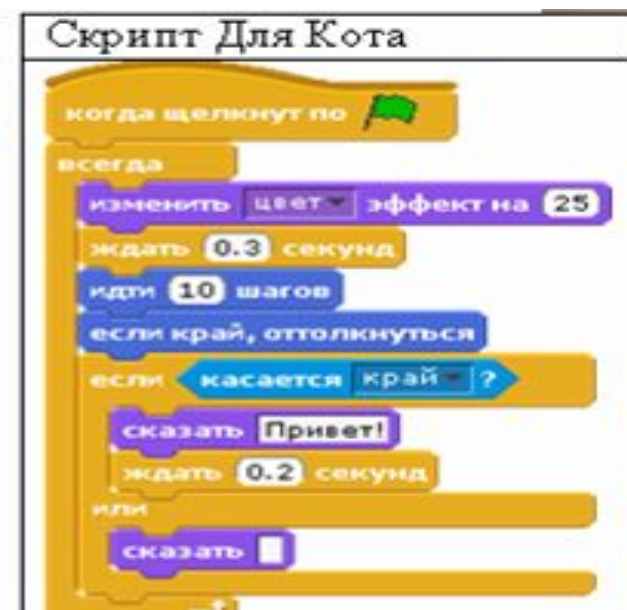 Скрипт Для Кота
когда щелкнут по
всегда
изменить цвет эффект на 25
ждать 0.3 секунд
идти 10 шагов
если край, оттолкнуться
если касается край ?
сказать Привет!
ждать 0.2 секунд
или
сказать